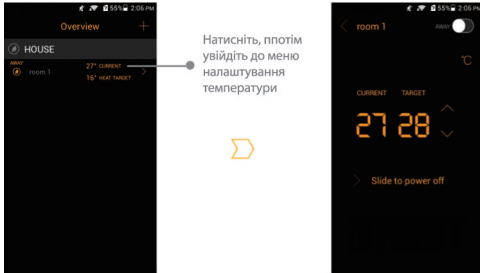 55% 2:06 PM
Overview +
HOUSE
AWAY
room 1
27° CURRENT
16° HEAT TARGET
Натисніть, ппотім
увійдіть до меню
налаштування
температури
55% 2:06 PM
room 1 AWAY
°C
CURRENT TARGET
27 28
Slide to power off